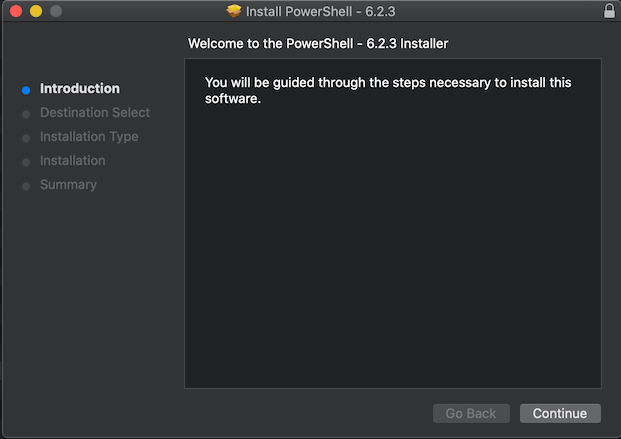 Install PowerShell - 6.2.3
Welcome to the PowerShell - 6.2.3 Installer
Introduction
Destination Select
Installation Type
Installation
Summary
You will be guided through the steps necessary to install this
software.
Go Back
Continue